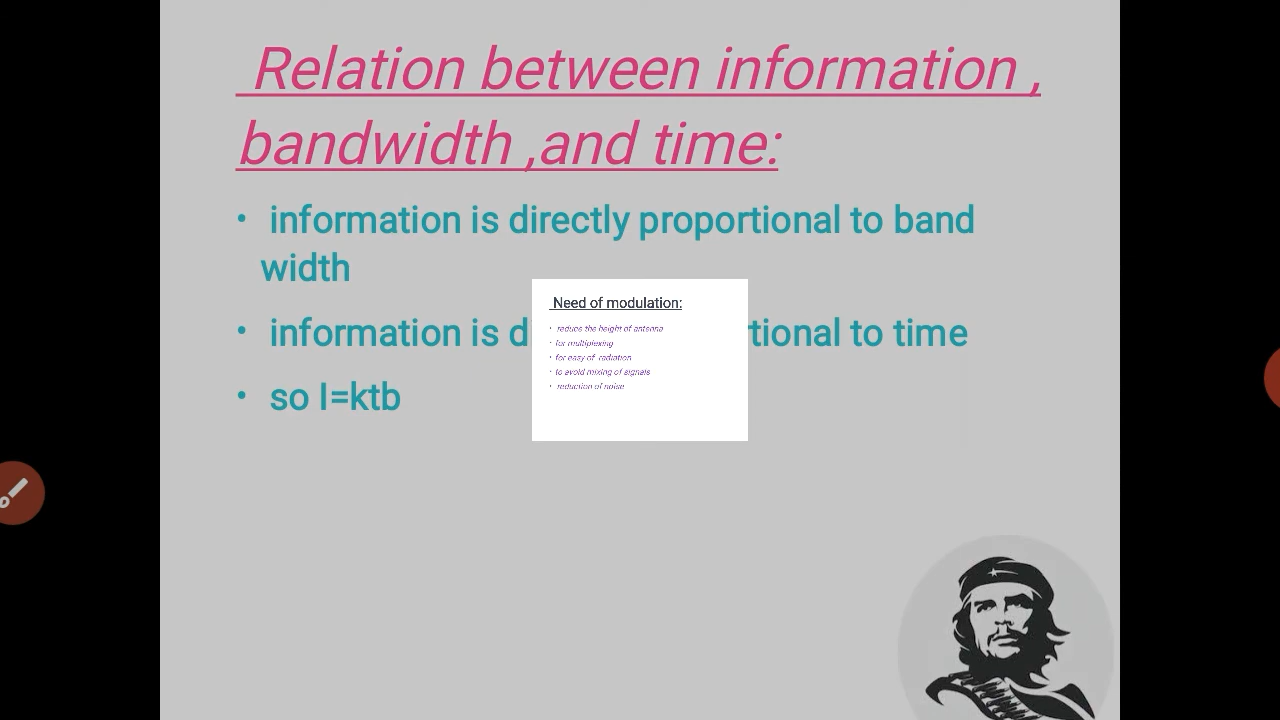 Relation between information ,
bandwidth ,and time:
• information is directly proportional to band
width
• information is d rtional to time
• so I=ktb
Need of modulation:
• reduce the height of antenna
• for multiplexing
• for easy of radiation
• to avoid mixing of signals
• reduction of noise